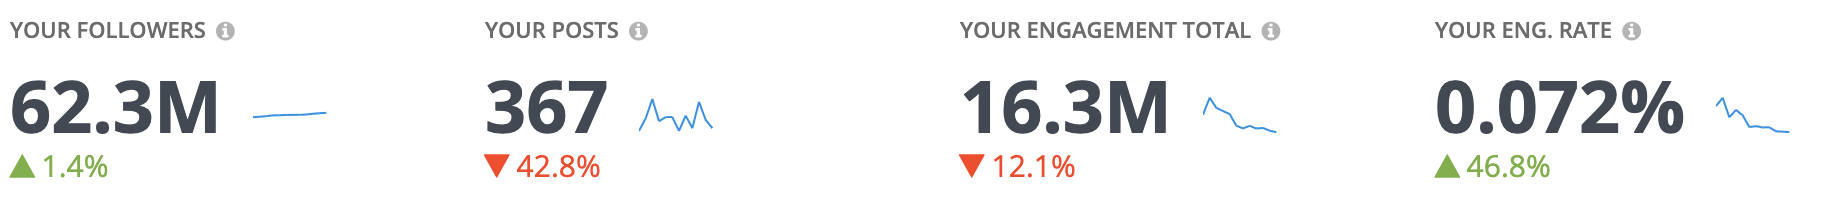 YOUR FOLLOWERS
62.3M
1.4%
YOUR POSTS
367
42.8%
YOUR ENGAGEMENT TOTAL
16.3M
12.1%
YOUR ENG. RATE
0.072%
46.8%